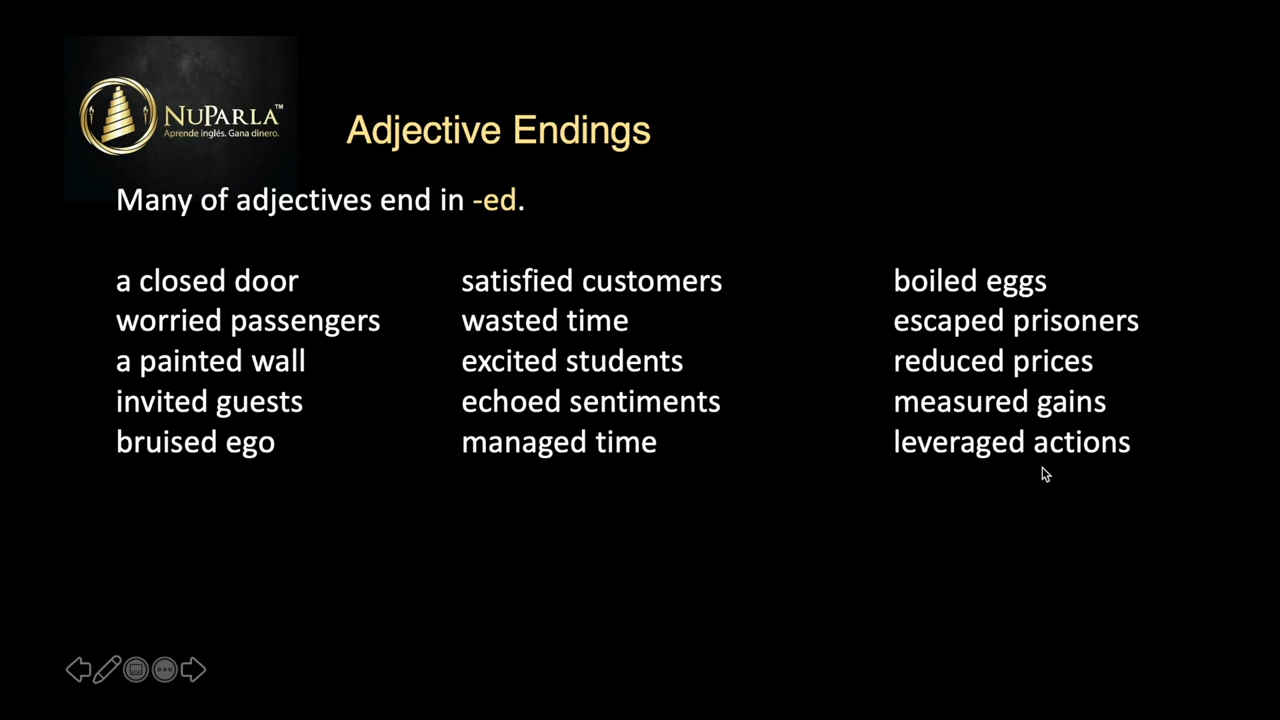 NUPARLA™
Aprende inglés. Gana dinero.
Adjective Endings
Many of adjectives end in -ed.
a closed door
worried passengers
a painted wall
invited guests
bruised ego
satisfied customers
wasted time
excited students
echoed sentiments
managed time
boiled eggs
escaped prisoners
reduced prices
measured gains
leveraged actions